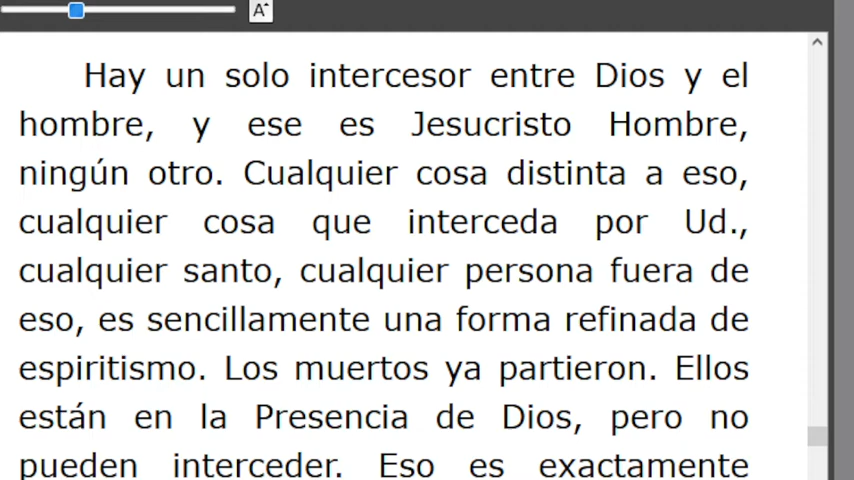 A
Hay un solo intercesor entre Dios y el
hombre, y ese es Jesucristo Hombre,
ningún otro. Cualquier cosa distinta a eso,
cualquier cosa que interceda por Ud.,
cualquier santo, cualquier persona fuera de
eso, es sencillamente una forma refinada de
espiritismo. Los muertos ya partieron. Ellos
están en la Presencia de Dios, pero no
pueden interceder. Eso es exactamente